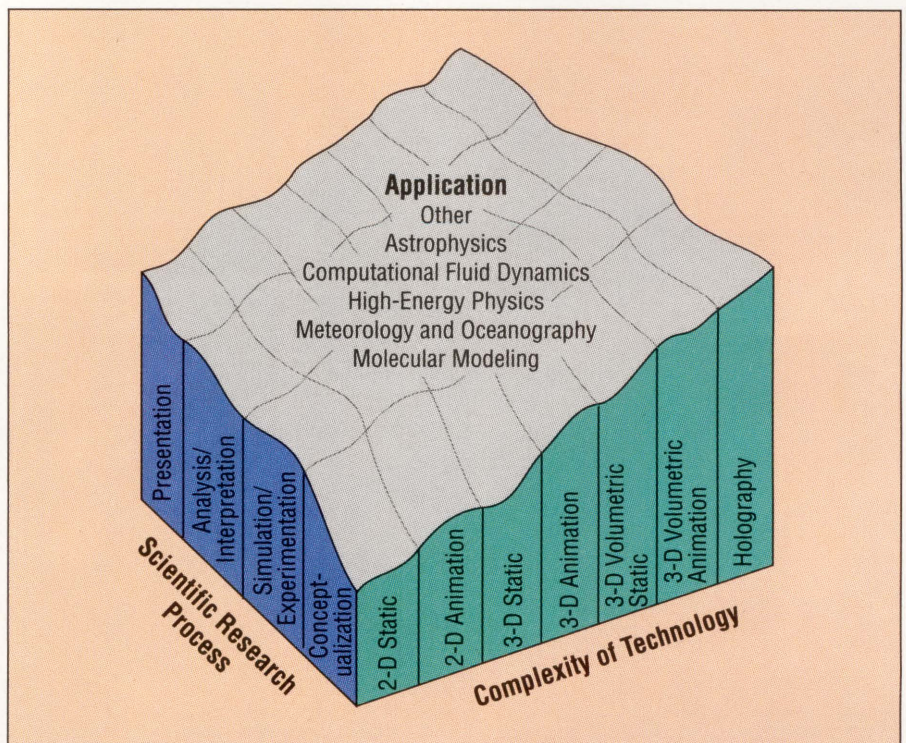 Application
Other
Astrophysics
Computational Fluid Dynamics
High-Energy Physics
Meteorology and Oceanography
Molecular Modeling
Presentation
Analysis/
Interpretation
Simulation/
Experimentation
Concept-
ualization
2-D Static
2-D Animation
3-D Static
3-D Animation
3-D Volumetric
Static
3-D Volumetric
Animation
Holography
Scientific Research
Process
Complexity of Technology